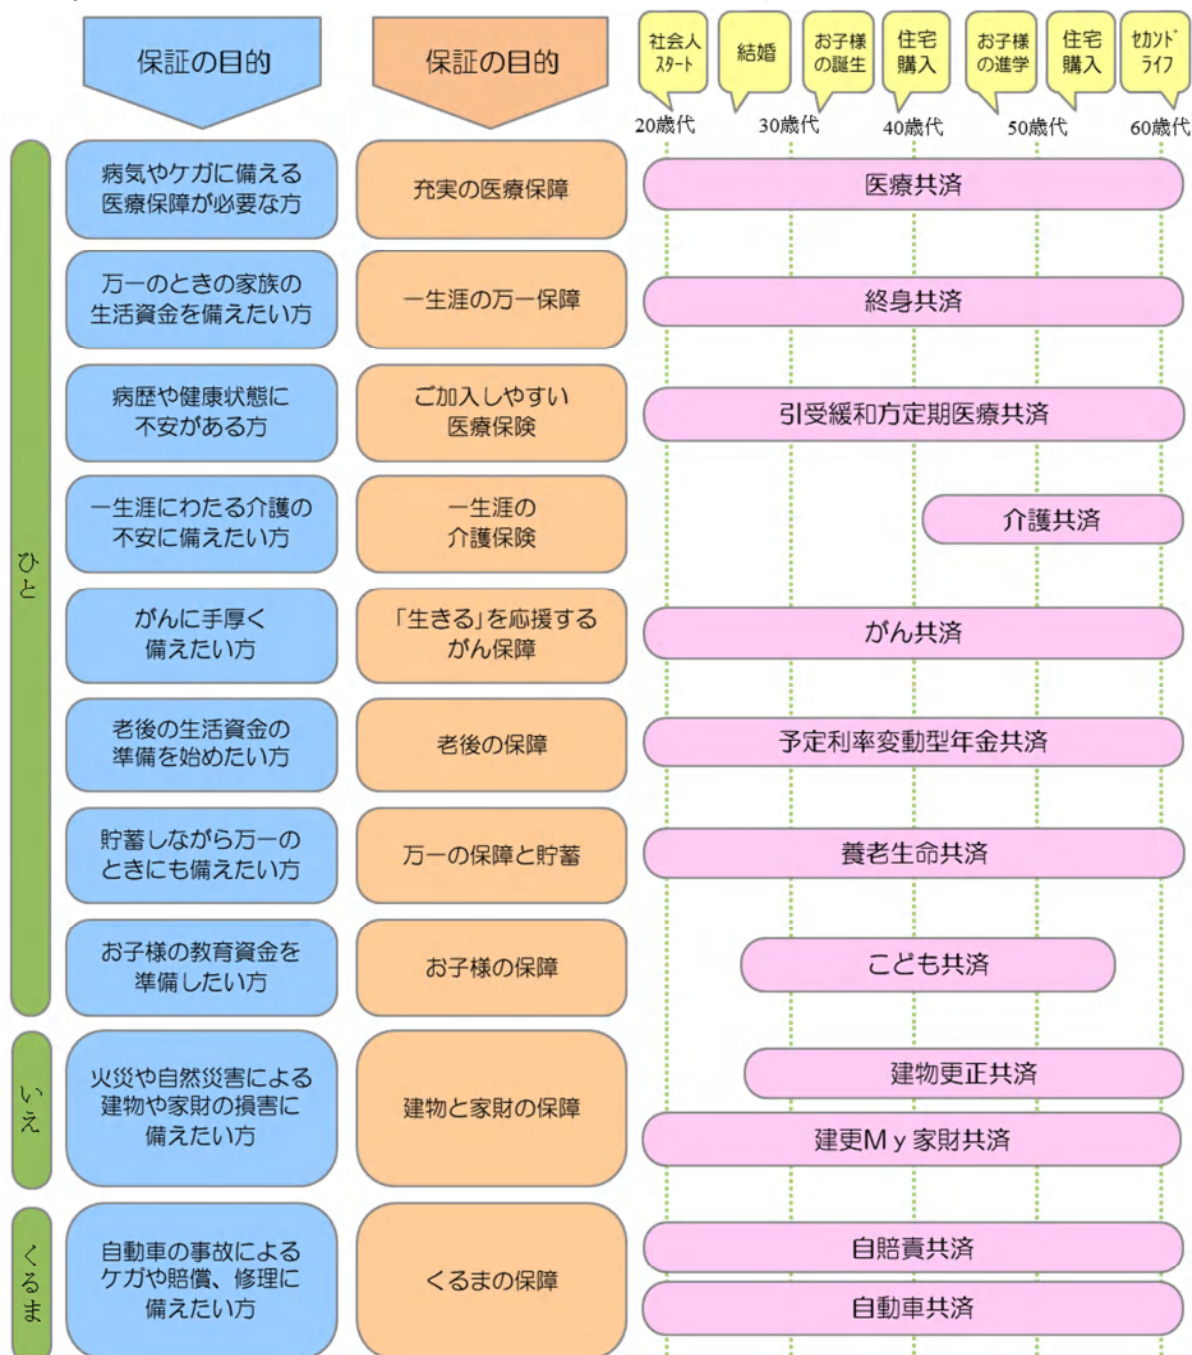 保証の目的
保証の目的
社会人
スタート
結婚
お子様
の誕生
住宅
購入
お子様
の進学
住宅
購入
セカンド
ライフ
20歳代
30歳代
40歳代
50歳代
60歳代
ひと
病気やケガに備える
医療保障が必要な方
充実の医療保障
医療共済
万一のときの家族の
生活資金を備えたい方
一生涯の万一保障
終身共済
病歴や健康状態に
不安がある方
ご加入しやすい
医療保険
引受緩和方定期医療共済
一生涯にわたる介護の
不安に備えたい方
一生涯の
介護保険
介護共済
がんに手厚く
備えたい方
「生きる」を応援する
がん保障
がん共済
老後の生活資金の
準備を始めたい方
老後の保障
予定利率変動型年金共済
貯蓄しながら万一の
ときにも備えたい方
万一の保障と貯蓄
養老生命共済
お子様の教育資金を
準備したい方
お子様の保障
こども共済
いえ
火災や自然災害による
建物や家財の損害に
備えたい方
建物と家財の保障
建物更正共済
建更My家財共済
くるま
自動車の事故による
ケガや賠償、修理に
備えたい方
くるまの保障
自賠責共済
自動車共済